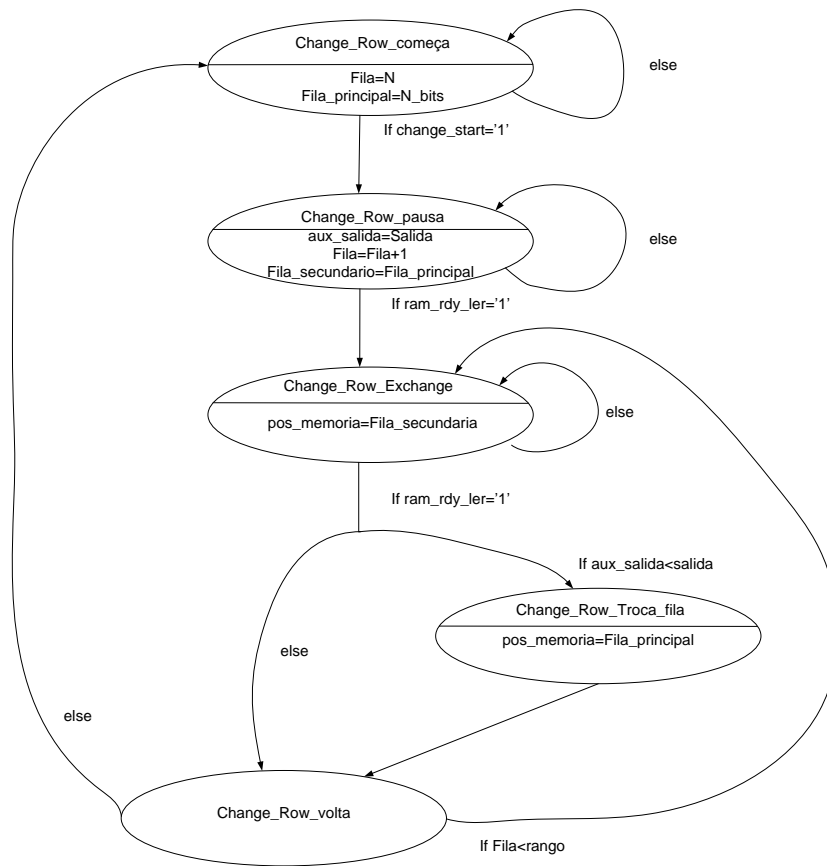 Change_Row_começa
Fila=N
Fila_principal=N_bits
else
If change_start='1'
Change_Row_pausa
aux_salida=Salida
Fila=Fila+1
Fila_secundario=Fila_principal
else
If ram_rdy_ler='1'
Change_Row_Exchange
pos_memoria=Fila_secundaria
else
If ram_rdy_ler='1'
If aux_salida<salida
Change_Row_Troca_fila
pos_memoria=Fila_principal
else
else
Change_Row_volta
If Fila<rango